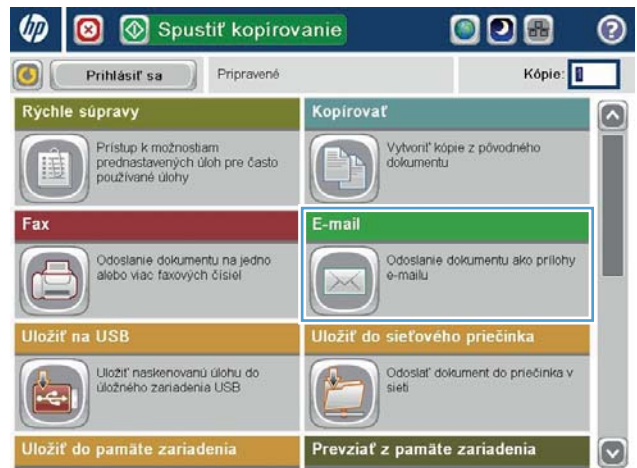 hp
Spustiť kopírovanie
?
Prihlásiť sa
Pripravené
Kópie: 1
Rýchle súpravy
Kopírovať
Prístup k možnostiam
prednastavených úloh pre často
používané úlohy
Vytvoriť kópie z pôvodného
dokumentu
Fax
E-mail
Odoslanie dokumentu na jedno
alebo viac faxových čísiel
Odoslanie dokumentu ako prílohy
e-mailu
Uložiť na USB
Uložiť do sieťového priečinka
Uložiť naskenovanú úlohu do
úložného zariadenia USB
Odoslať dokument do priečinka v
sieti
Uložiť do pamäte zariadenia
Prevziať z pamäte zariadenia